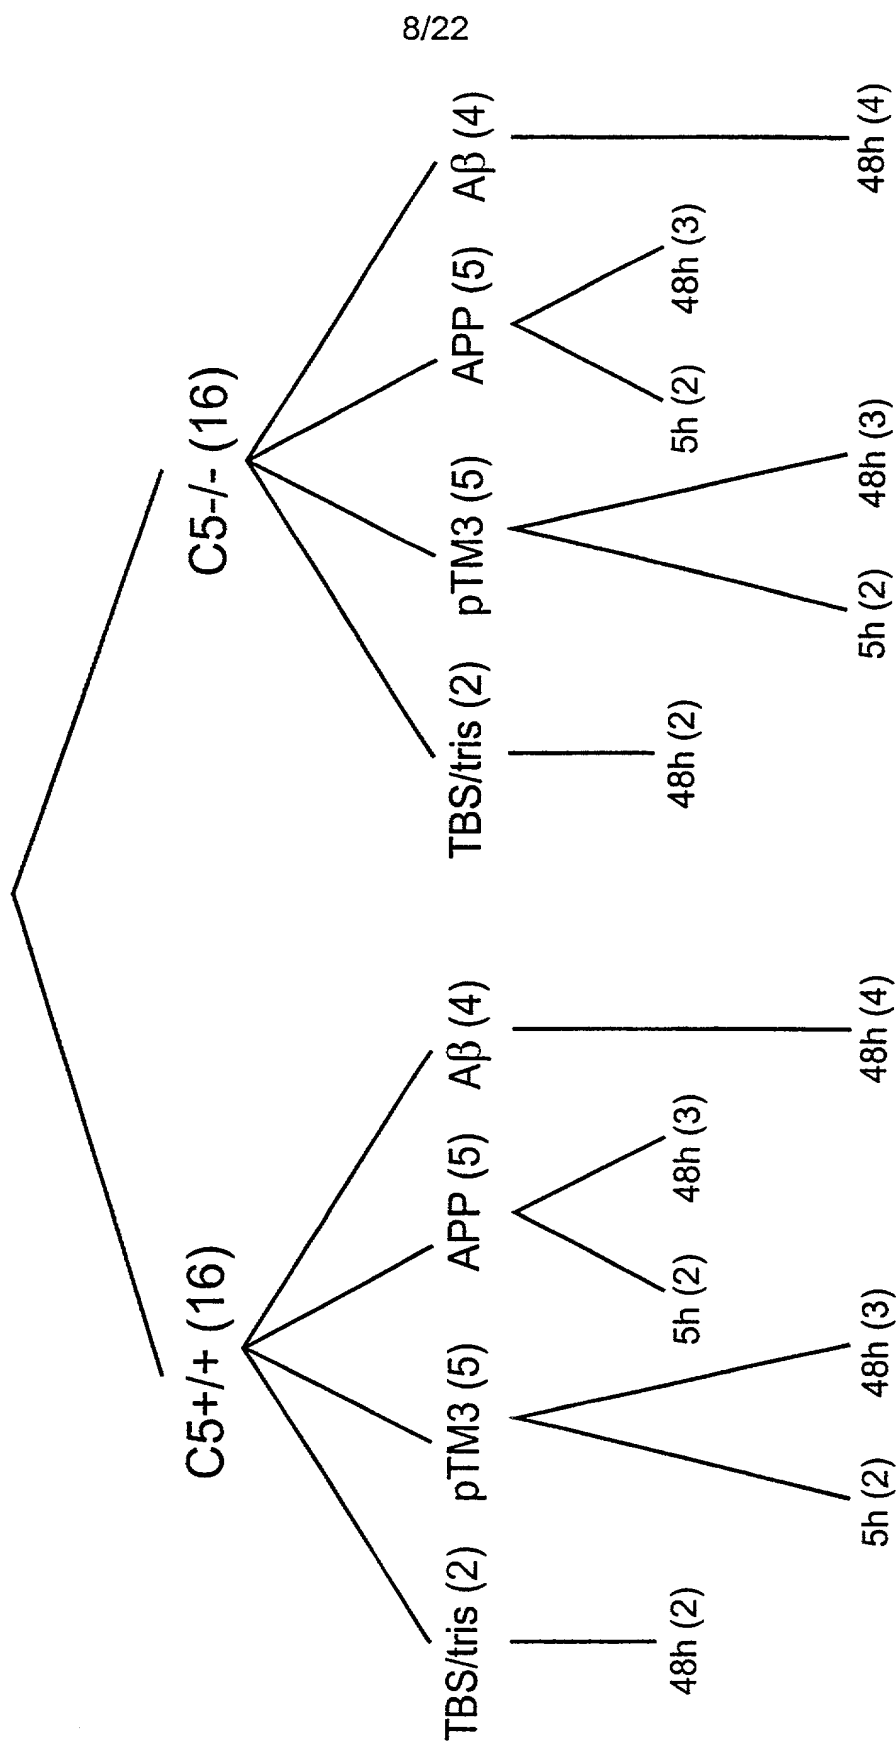 8/22
C5+/+ (16)
C5-/- (16)
TBS/tris (2)
pTM3 (5)
APP (5)
Aβ (4)
TBS/tris (2)
pTM3 (5)
APP (5)
Aβ (4)
48h (2)
5h (2)
48h (3)
48h (2)
5h (2)
48h (3)
5h (2)
48h (3)
48h (4)
5h (2)
48h (3)
48h (4)